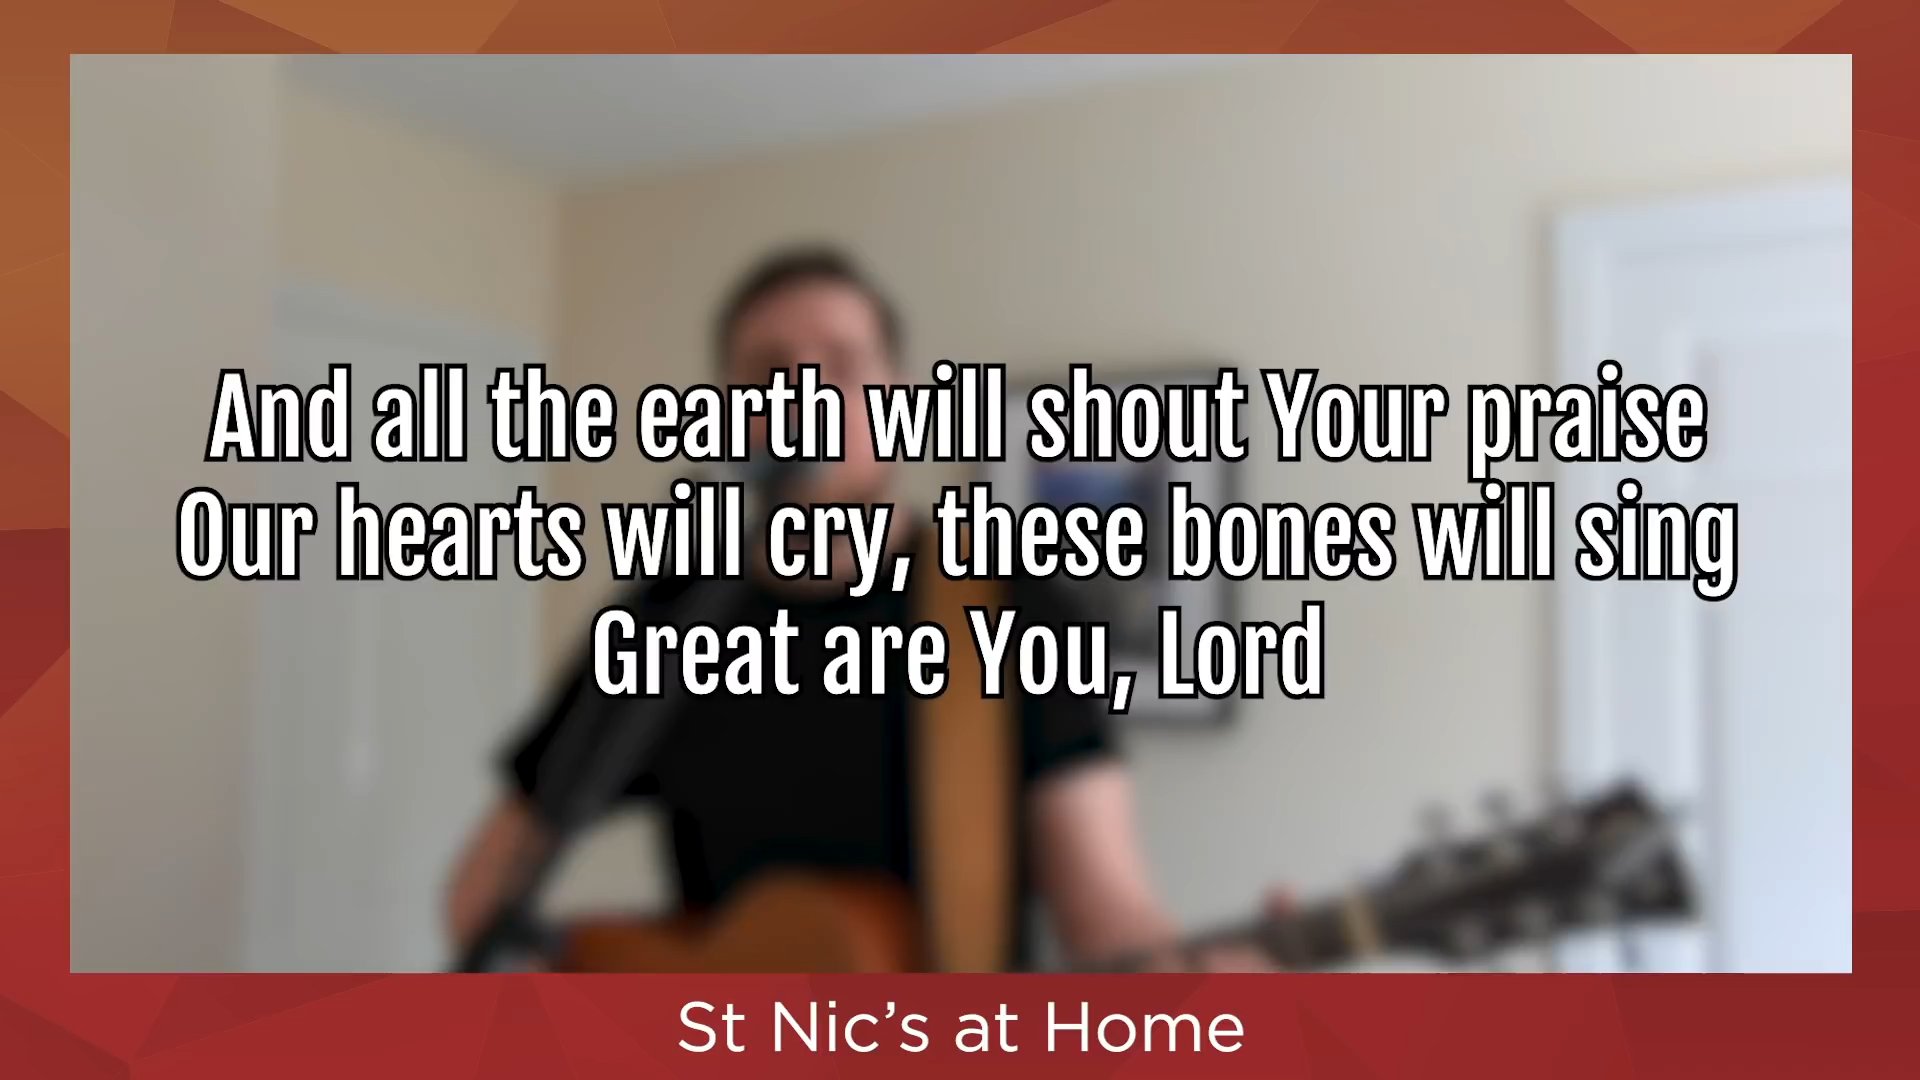 And all the earth will shout Your praise
Our hearts will cry, these bones will sing
Great are You, Lord
St Nic’s at Home